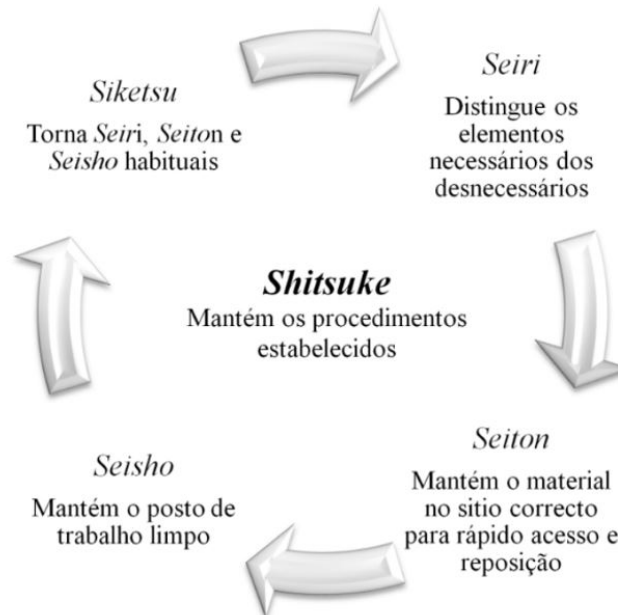 Siketsu
Torna Seiri, Seiton e
Seisho habituais
Seiri
Distingue os
elementos
necessários dos
desnecessários
Shitsuke
Mantém os procedimentos
estabelecidos
Seisho
Mantém o posto de
trabalho limpo
Seiton
Mantém o material
no sitio correcto
para rápido acesso e
reposição